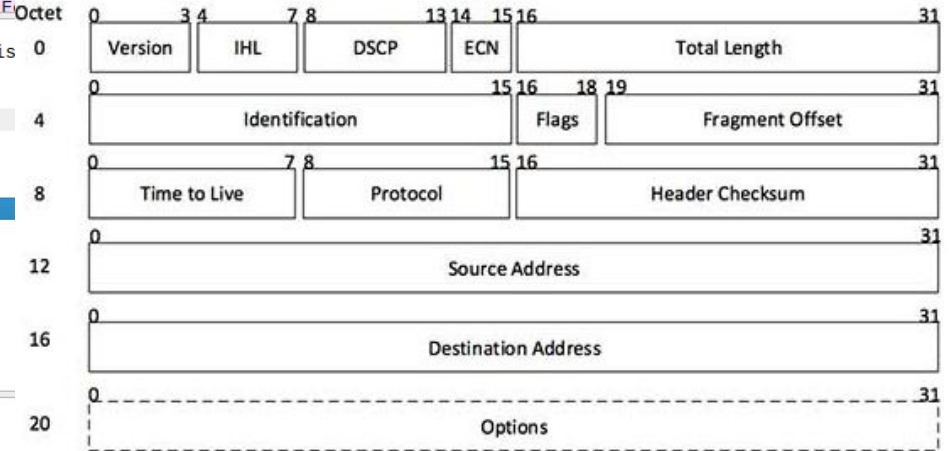 F
Octet 0 3 4 7 8 13 14 15 16 31
is 0 Version IHL DSCP ECN Total Length
0 15 16 18 19 31
4 Identification Flags Fragment Offset
0 7 8 15 16 31
8 Time to Live Protocol Header Checksum
0 31
12 Source Address
0 31
16 Destination Address
0 31
20 Options